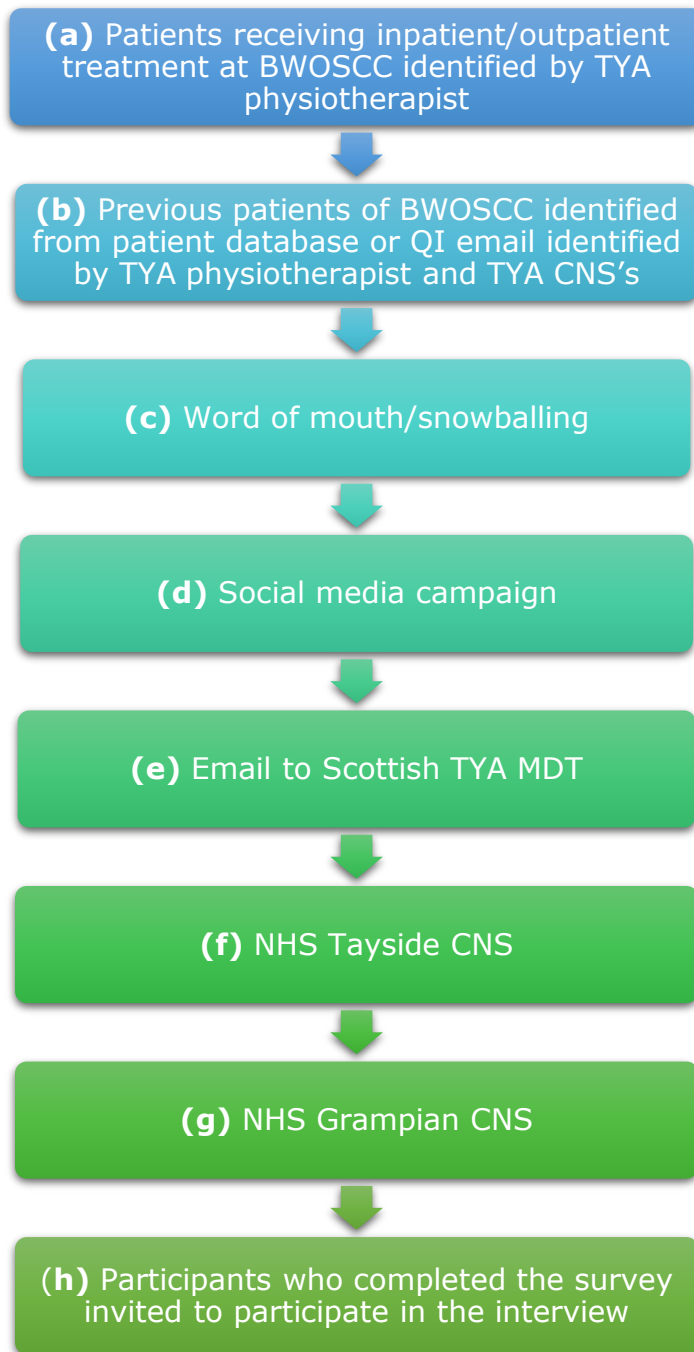 (a) Patients receiving inpatient/outpatient
treatment at BWOSCC identified by TYA
physiotherapist
(b) Previous patients of BWOSCC identified
from patient database or QI email identified
by TYA physiotherapist and TYA CNS’s
(c) Word of mouth/snowballing
(d) Social media campaign
(e) Email to Scottish TYA MDT
(f) NHS Tayside CNS
(g) NHS Grampian CNS
(h) Participants who completed the survey
invited to participate in the interview